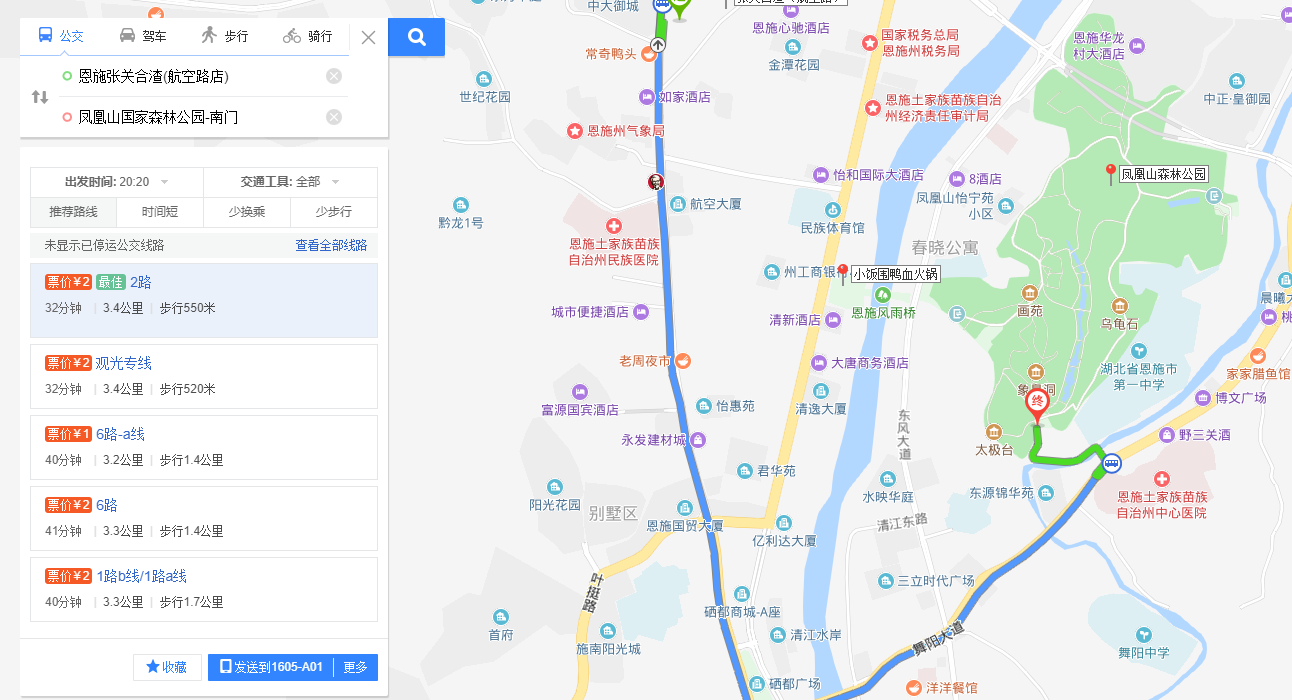 公交
驾车
步行
骑行
恩施张关合渣(航空路店)
凤凰山国家森林公园-南门
出发时间: 20:20
交通工具: 全部
推荐路线
时间短
少换乘
少步行
未显示已停运公交线路
查看全部线路
票价¥2 最佳 2路
32分钟 | 3.4公里 | 步行550米
票价¥2 观光专线
32分钟 | 3.4公里 | 步行520米
票价¥1 6路-a线
40分钟 | 3.2公里 | 步行1.4公里
票价¥2 6路
41分钟 | 3.3公里 | 步行1.4公里
票价¥2 1路b线/1路a线
40分钟 | 3.3公里 | 步行1.7公里
收藏
发送到1605-A01
更多
中大御城
恩施心驰酒店
国家税务总局
恩施州税务局
恩施华龙
村大酒店
常奇鸭头
金潭花园
世纪花园
如家酒店
恩施土家族苗族自治
州经济责任审计局
中正·皇御园
恩施州气象局
怡和国际大酒店
8酒店
凤凰山森林公园
航空大厦
凤凰山怡宁苑
小区
黔龙1号
民族体育馆
恩施土家族苗族
自治州民族医院
春晓公寓
州工商银行
小饭围鸭血火锅
城市便捷酒店
清新酒店
恩施风雨桥
画苑
乌龟石
晨曦大
桃
老周夜市
大唐商务酒店
湖北省恩施市
第一中学
家家腊鱼馆
象鼻洞
终
富源国宾酒店
怡惠苑
清逸大厦
博文广场
东风大道
永发建材城
太极台
野三关酒
君华苑
阳光花园
水映华庭
东源锦华苑
恩施土家族苗族
自治州中心医院
别墅区
恩施国贸大厦
清江东路
亿利达大厦
叶挺路
三立时代广场
硒都商城-A座
首府
施南阳光城
清江水岸
舞阳大道
舞阳中学
硒都广场
洋洋餐馆